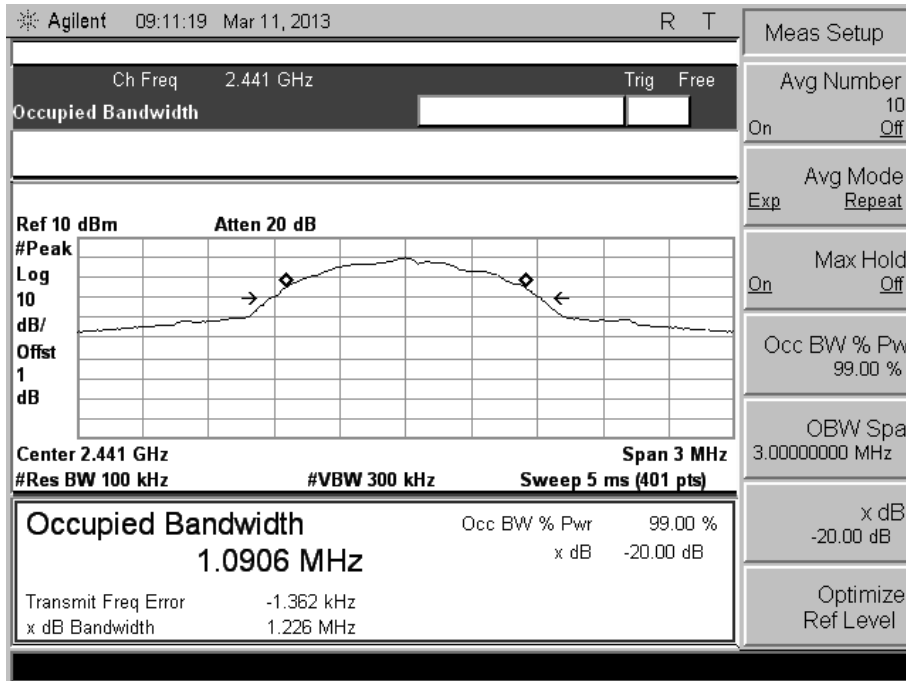 Agilent 09:11:19 Mar 11, 2013 R T
Ch Freq 2.441 GHz Trig Free
Occupied Bandwidth
Ref 10 dBm Atten 20 dB
#Peak
Log
10
dB/
Offst
1
dB
Center 2.441 GHz Span 3 MHz
#Res BW 100 kHz #VBW 300 kHz Sweep 5 ms (401 pts)
Occupied Bandwidth
1.0906 MHz
Occ BW % Pwr 99.00 %
x dB -20.00 dB
Transmit Freq Error -1.362 kHz
x dB Bandwidth 1.226 MHz
Meas Setup
Avg Number
10
On Off
Avg Mode
Exp Repeat
Max Hold
On Off
Occ BW % Pw
99.00 %
OBW Spa
3.00000000 MHz
x dB
-20.00 dB
Optimize
Ref Level